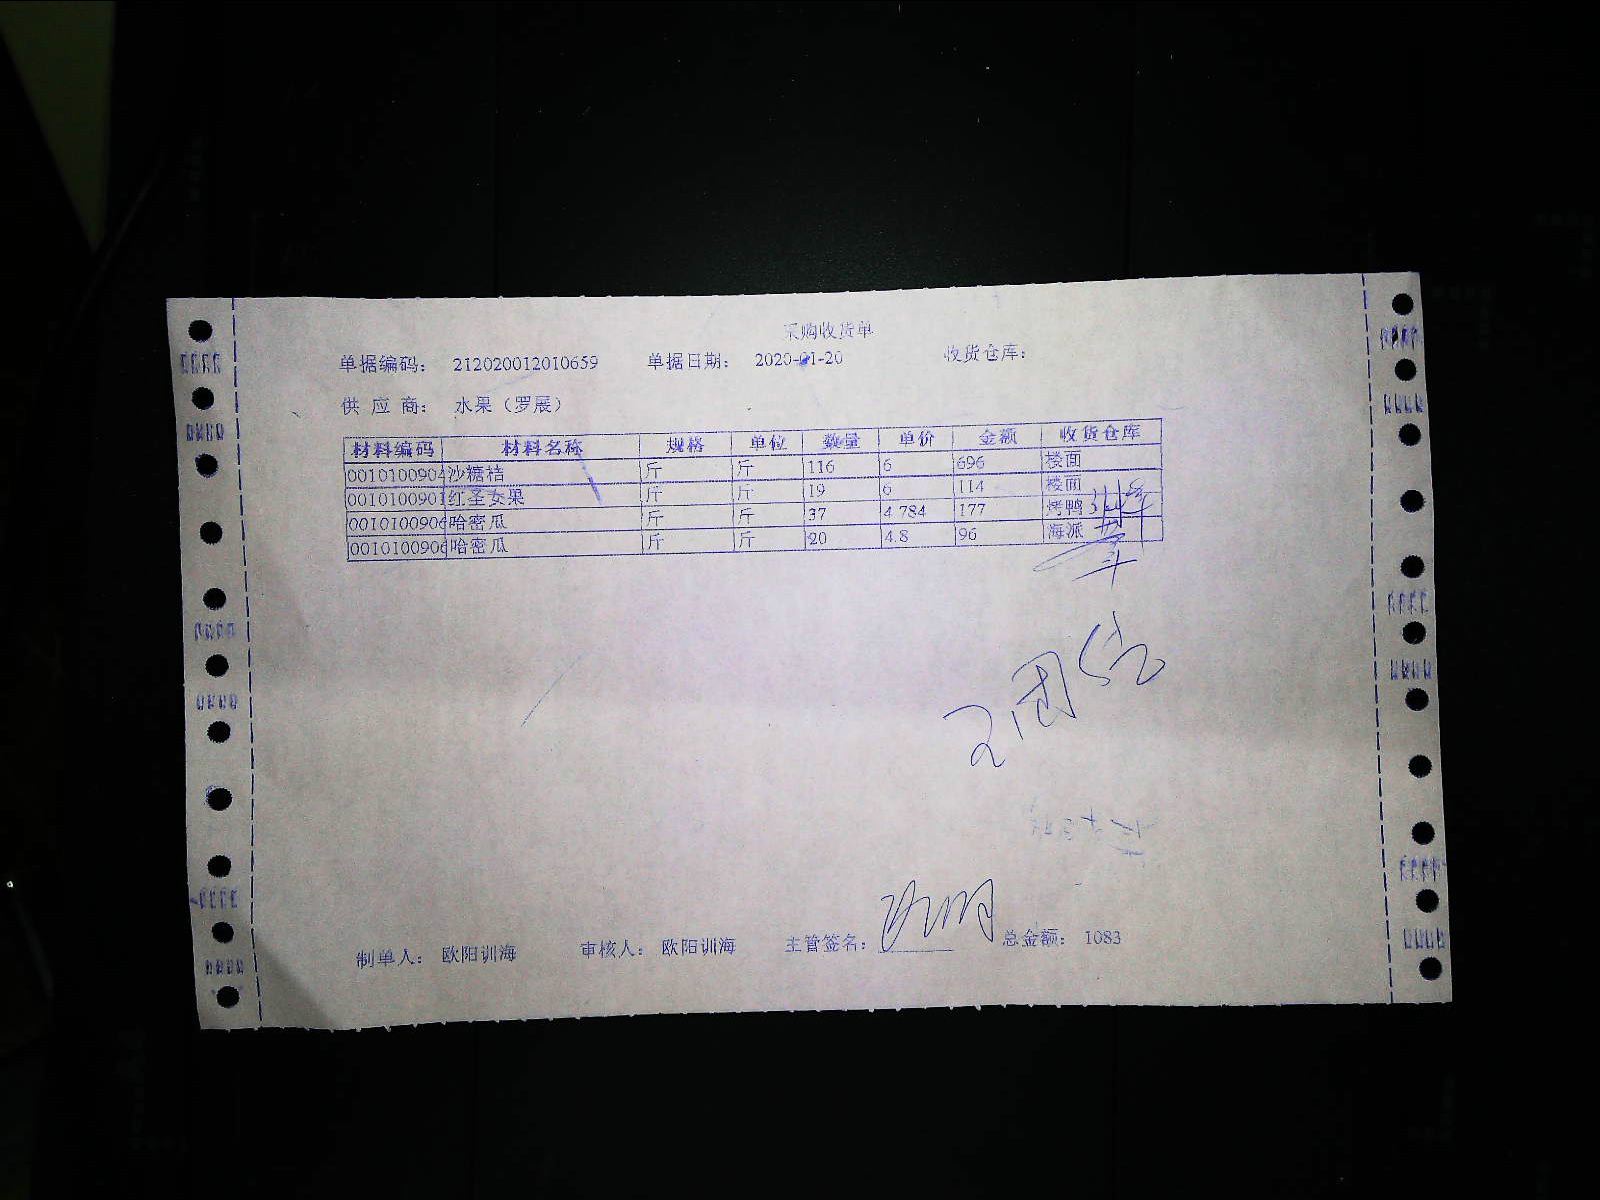 采购收货单
单据编码： 212020012010659 单据日期： 2020-01-20 收货仓库：
供 应 商： 水果（罗展）
材料编码 材料名称 规格 单位 数量 单价 金额 收货仓库
001010090 沙糖桔 斤 斤 116 6 696 楼面
001010090 红圣女果 斤 斤 19 6 114 楼面
001010090 哈密瓜 斤 斤 37 4.784 177 烤鸭
001010090 哈密瓜 斤 斤 20 4.8 96 海派
制单人： 欧阳训海 审核人： 欧阳训海 主管签名： 总金额： 1083